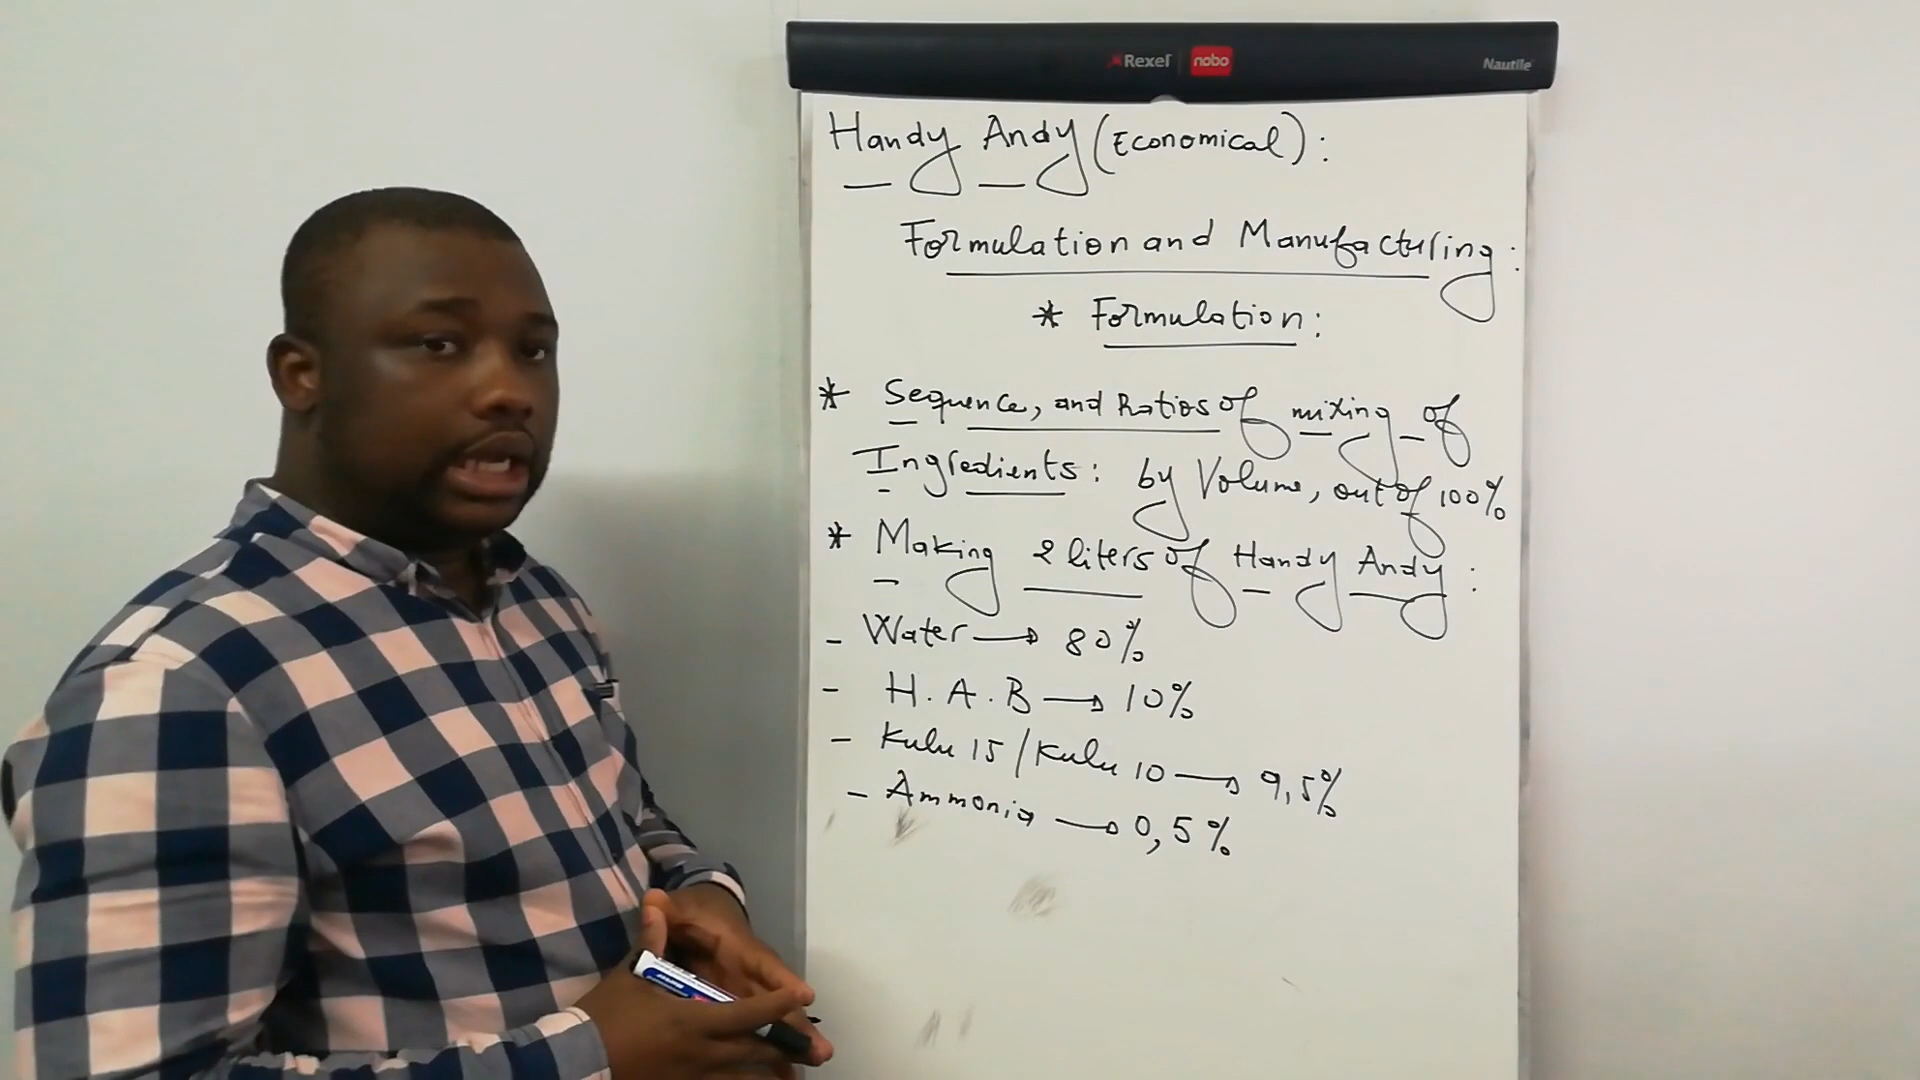 Rexel nobo Nautile
Handy Andy (Economical):
Formulation and Manufacturing:
* Formulation:
* Sequence, and Ratios of mixing of
Ingredients: by Volume, out of 100%
* Making 2 liters of Handy Andy:
- Water → 80%
- H.A.B → 10%
- Kulu 15 / Kulu 10 → 9,5%
- Ammonia → 0,5%